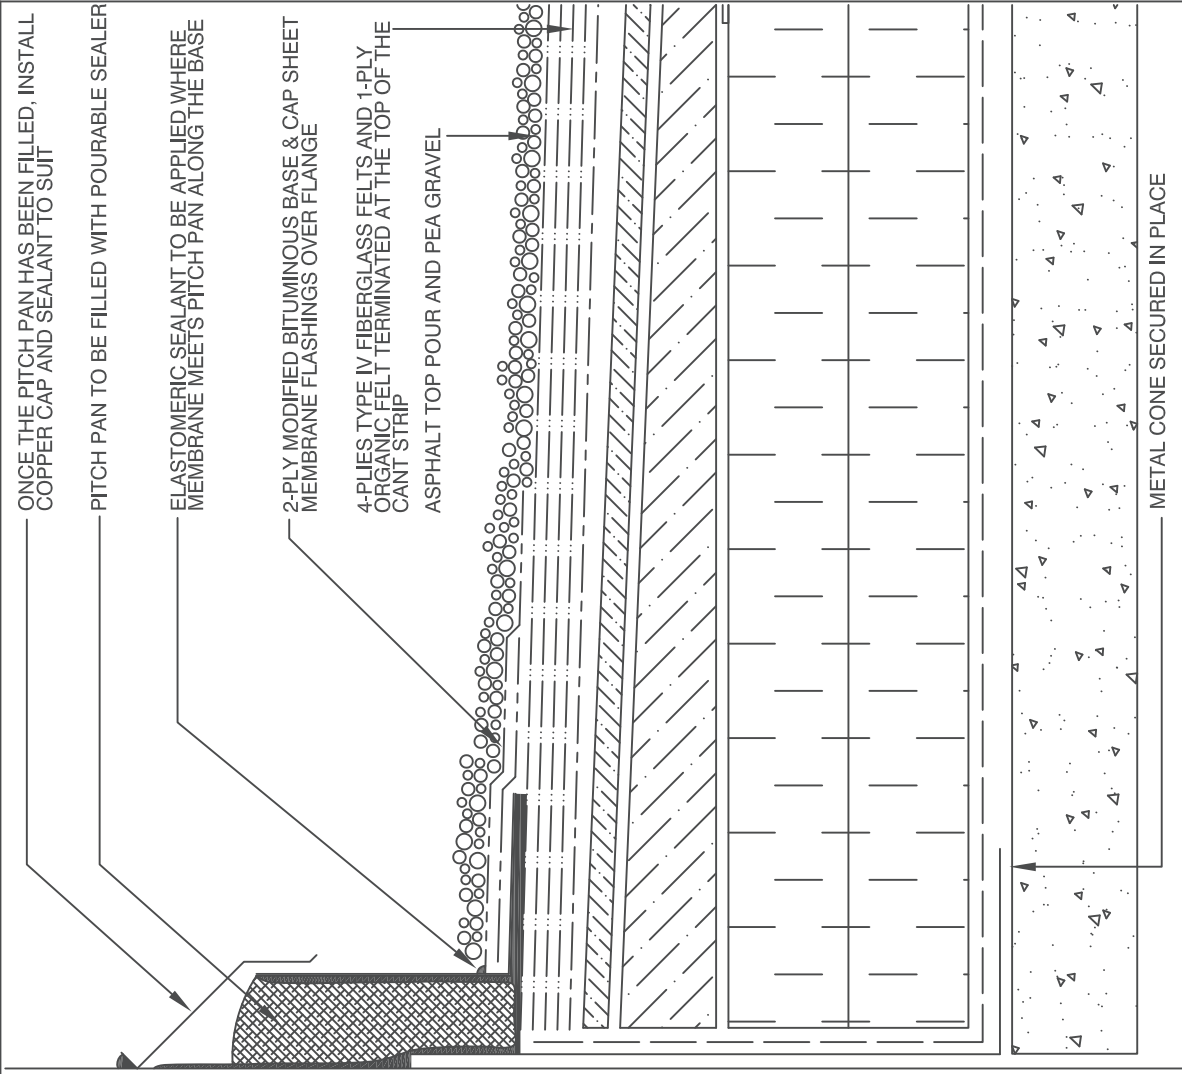 ONCE THE PITCH PAN HAS BEEN FILLED, INSTALL
COPPER CAP AND SEALANT TO SUIT
PITCH PAN TO BE FILLED WITH POURABLE SEALER
ELASTOMERIC SEALANT TO BE APPLIED WHERE
MEMBRANE MEETS PITCH PAN ALONG THE BASE
2-PLY MODIFIED BITUMINOUS BASE & CAP SHEET
MEMBRANE FLASHINGS OVER FLANGE
4-PLIES TYPE IV FIBERGLASS FELTS AND 1-PLY
ORGANIC FELT TERMINATED AT THE TOP OF THE
CANT STRIP
ASPHALT TOP POUR AND PEA GRAVEL
METAL CONE SECURED IN PLACE